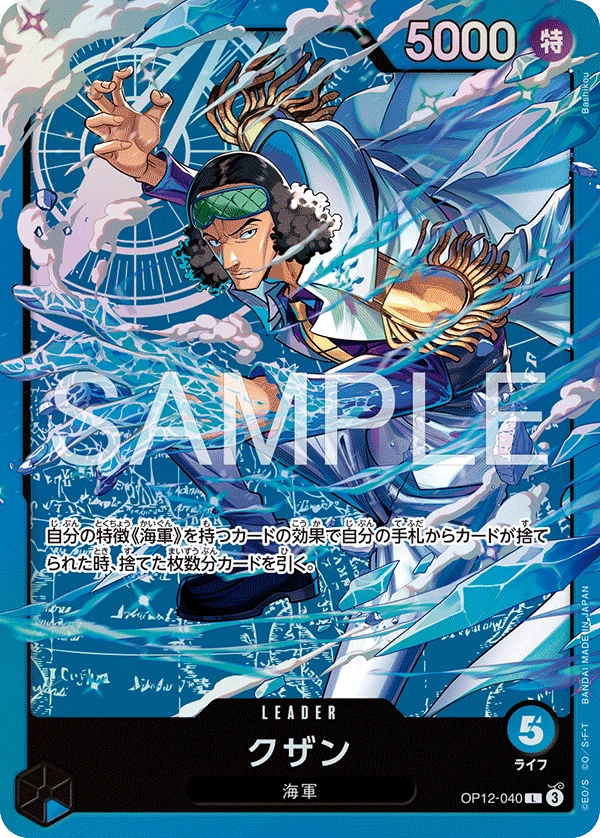 5000
特
Bashikou
SAMPLE
自分の特徴《海軍》を持つカードの効果で自分の手札からカードが捨て
られた時、捨てた枚数分カードを引く。
LEADER
クザン
海軍
5
ライフ
OP12-040 L 3
©E.O/S ©O/S・F・T BANDAI MADE IN JAPAN